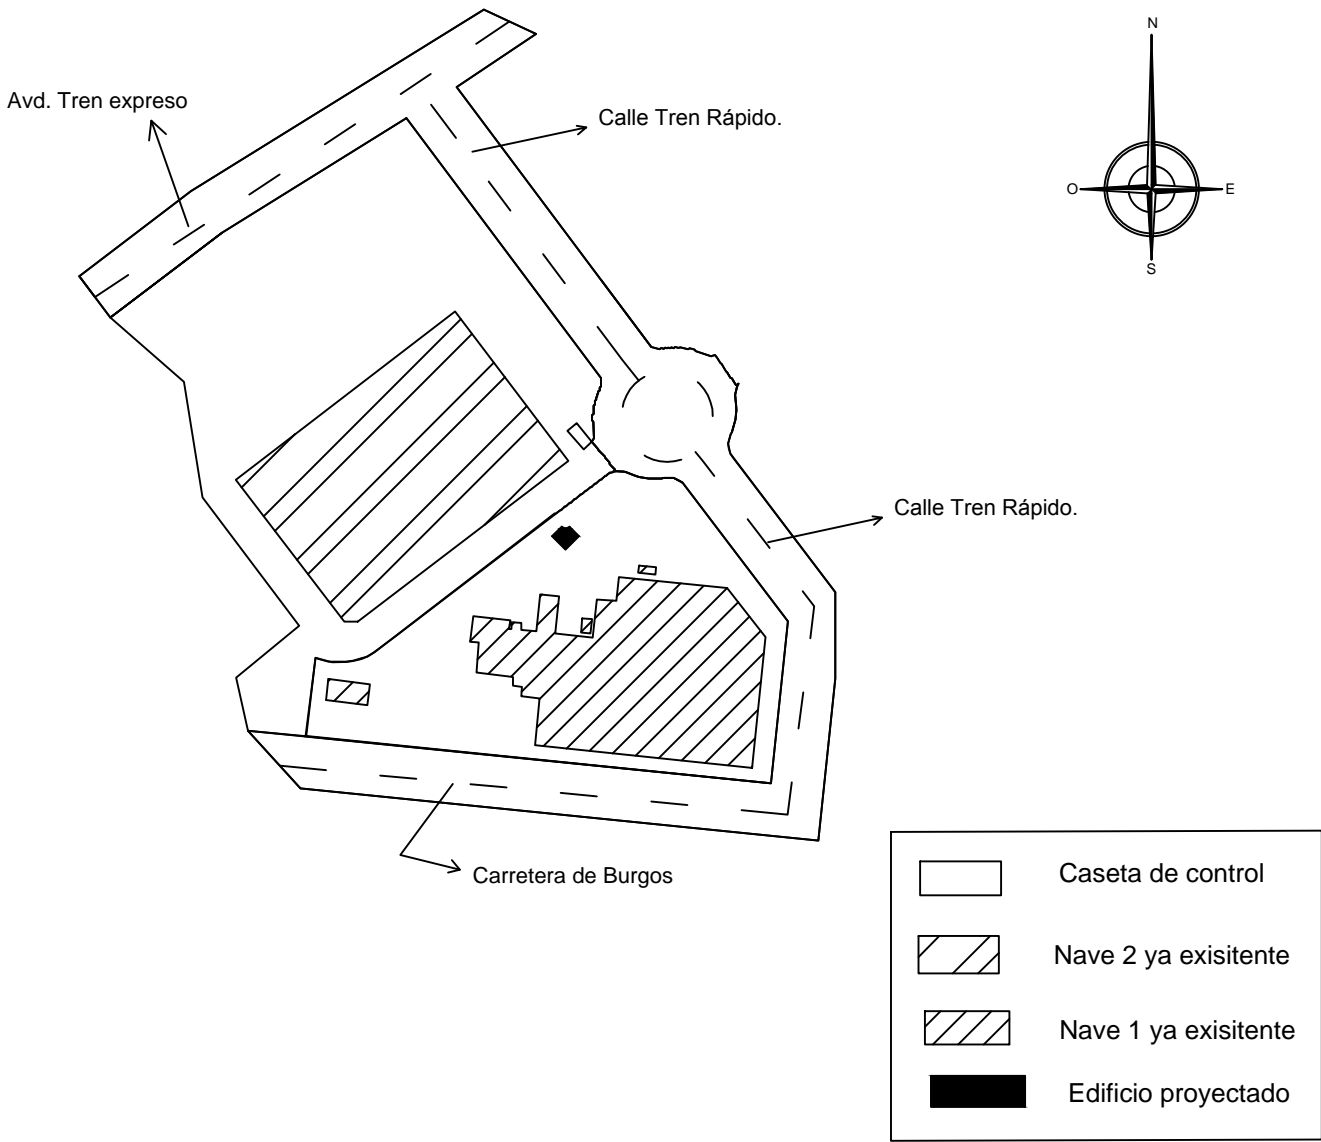 N
Avd. Tren expreso
Calle Tren Rápido.
O
E
S
Calle Tren Rápido.
Carretera de Burgos
Caseta de control
Nave 2 ya exisitente
Nave 1 ya exisitente
Edificio proyectado